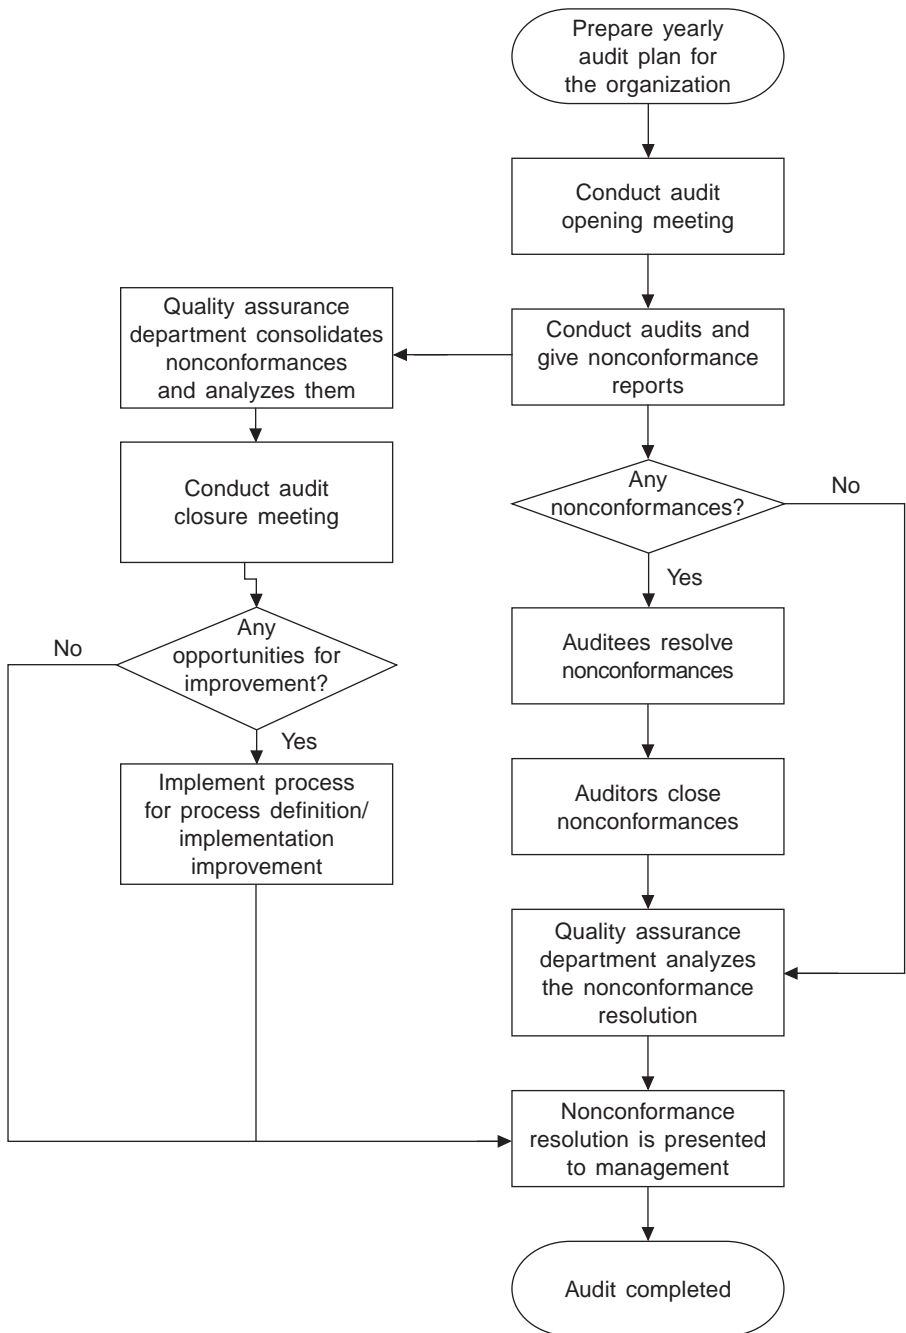 Prepare yearly
audit plan for
the organization
Conduct audit
opening meeting
Quality assurance
department consolidates
nonconformances
and analyzes them
Conduct audits and
give nonconformance
reports
Conduct audit
closure meeting
Any
nonconformances?
No
Yes
Any
opportunities for
improvement?
No
Yes
Auditees resolve
nonconformances
Implement process
for process definition/
implementation
improvement
Auditors close
nonconformances
Quality assurance
department analyzes
the nonconformance
resolution
Nonconformance
resolution is presented
to management
Audit completed